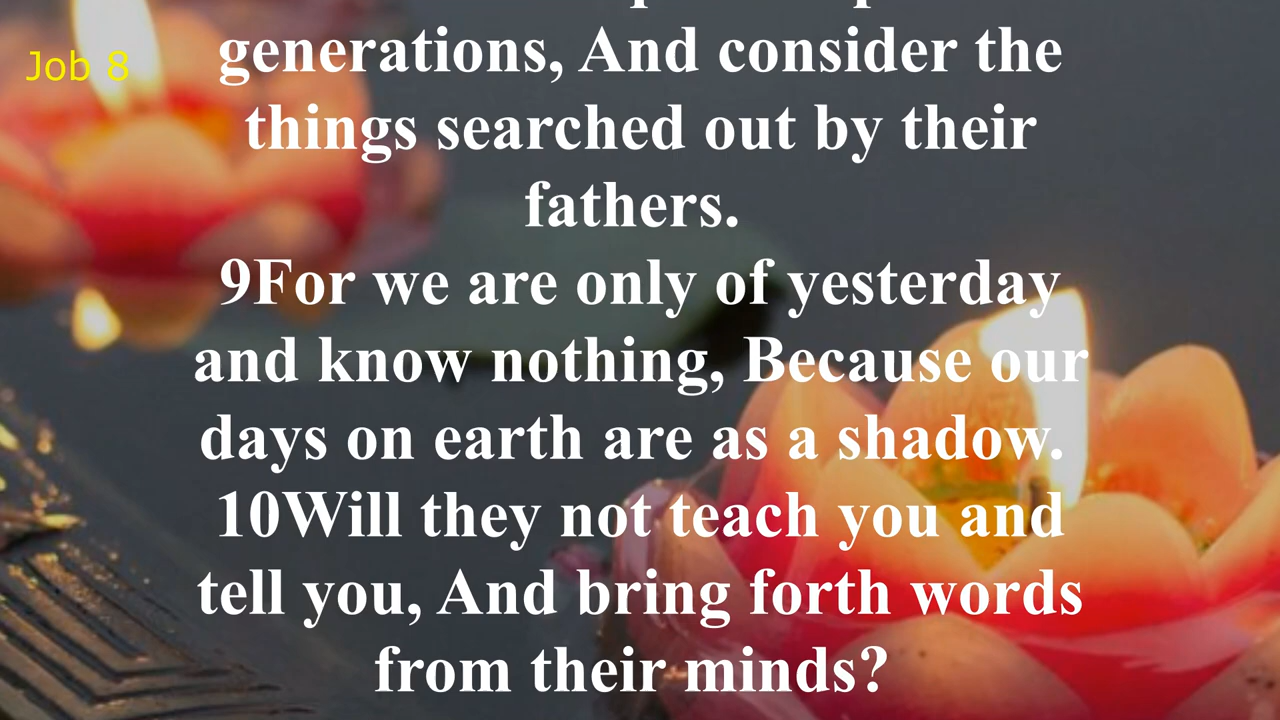 Job 8
generations, And consider the
things searched out by their
fathers.
9For we are only of yesterday
and know nothing, Because our
days on earth are as a shadow.
10Will they not teach you and
tell you, And bring forth words
from their minds?